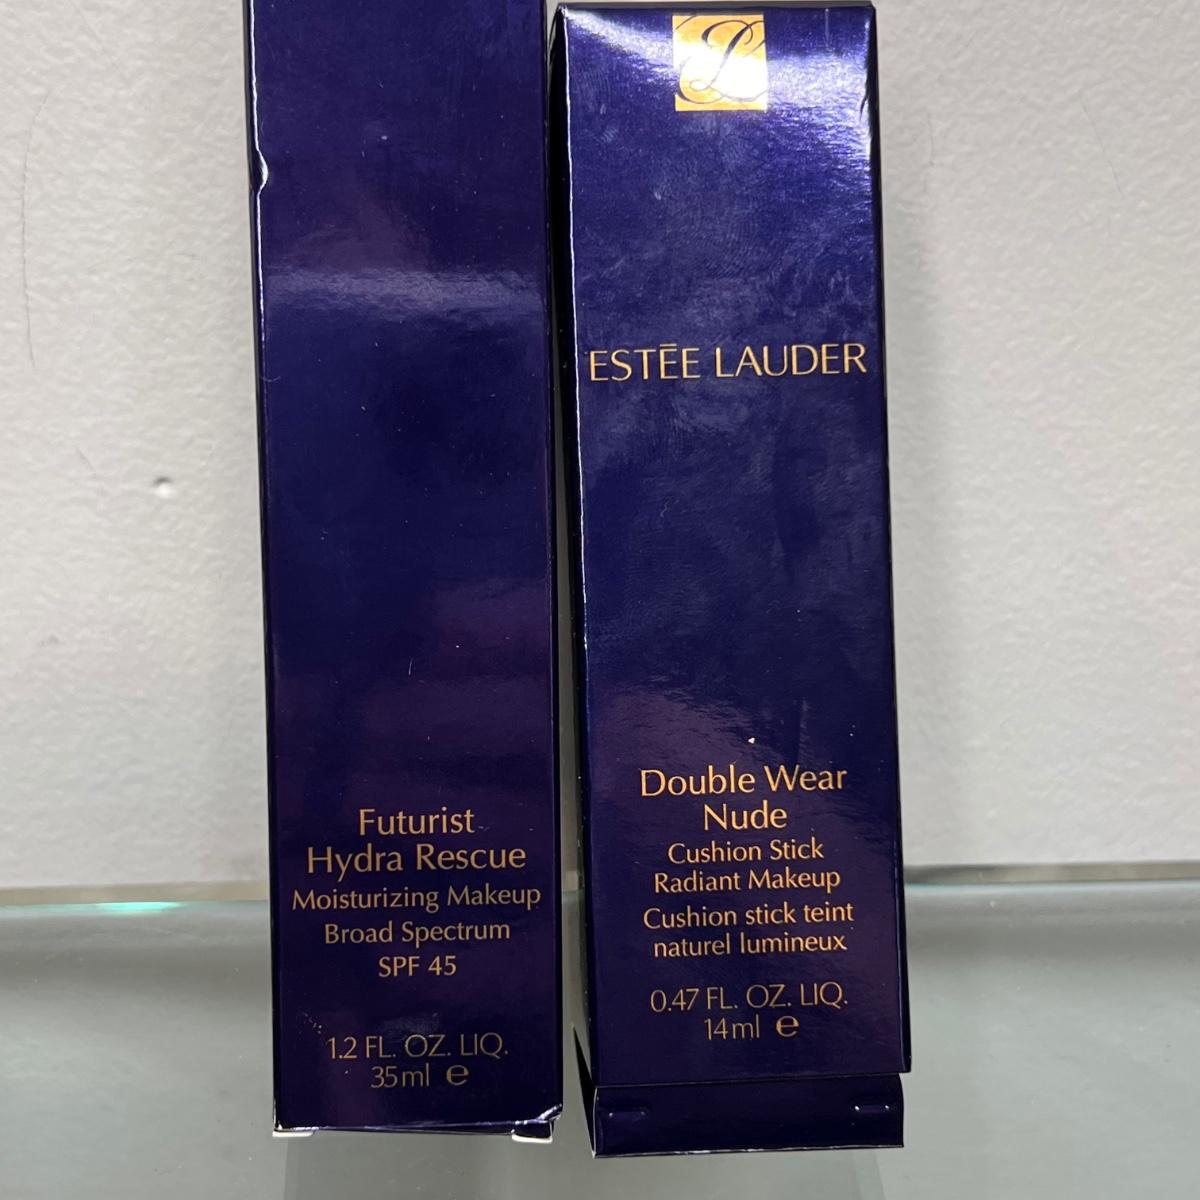 Futurist
Hydra Rescue
Moisturizing Makeup
Broad Spectrum
SPF 45
1.2 FL. OZ. LIQ.
35ml ℮
ESTĒE LAUDER
Double Wear
Nude
Cushion Stick
Radiant Makeup
Cushion stick teint
naturel lumineux
0.47 FL. OZ. LIQ.
14ml ℮